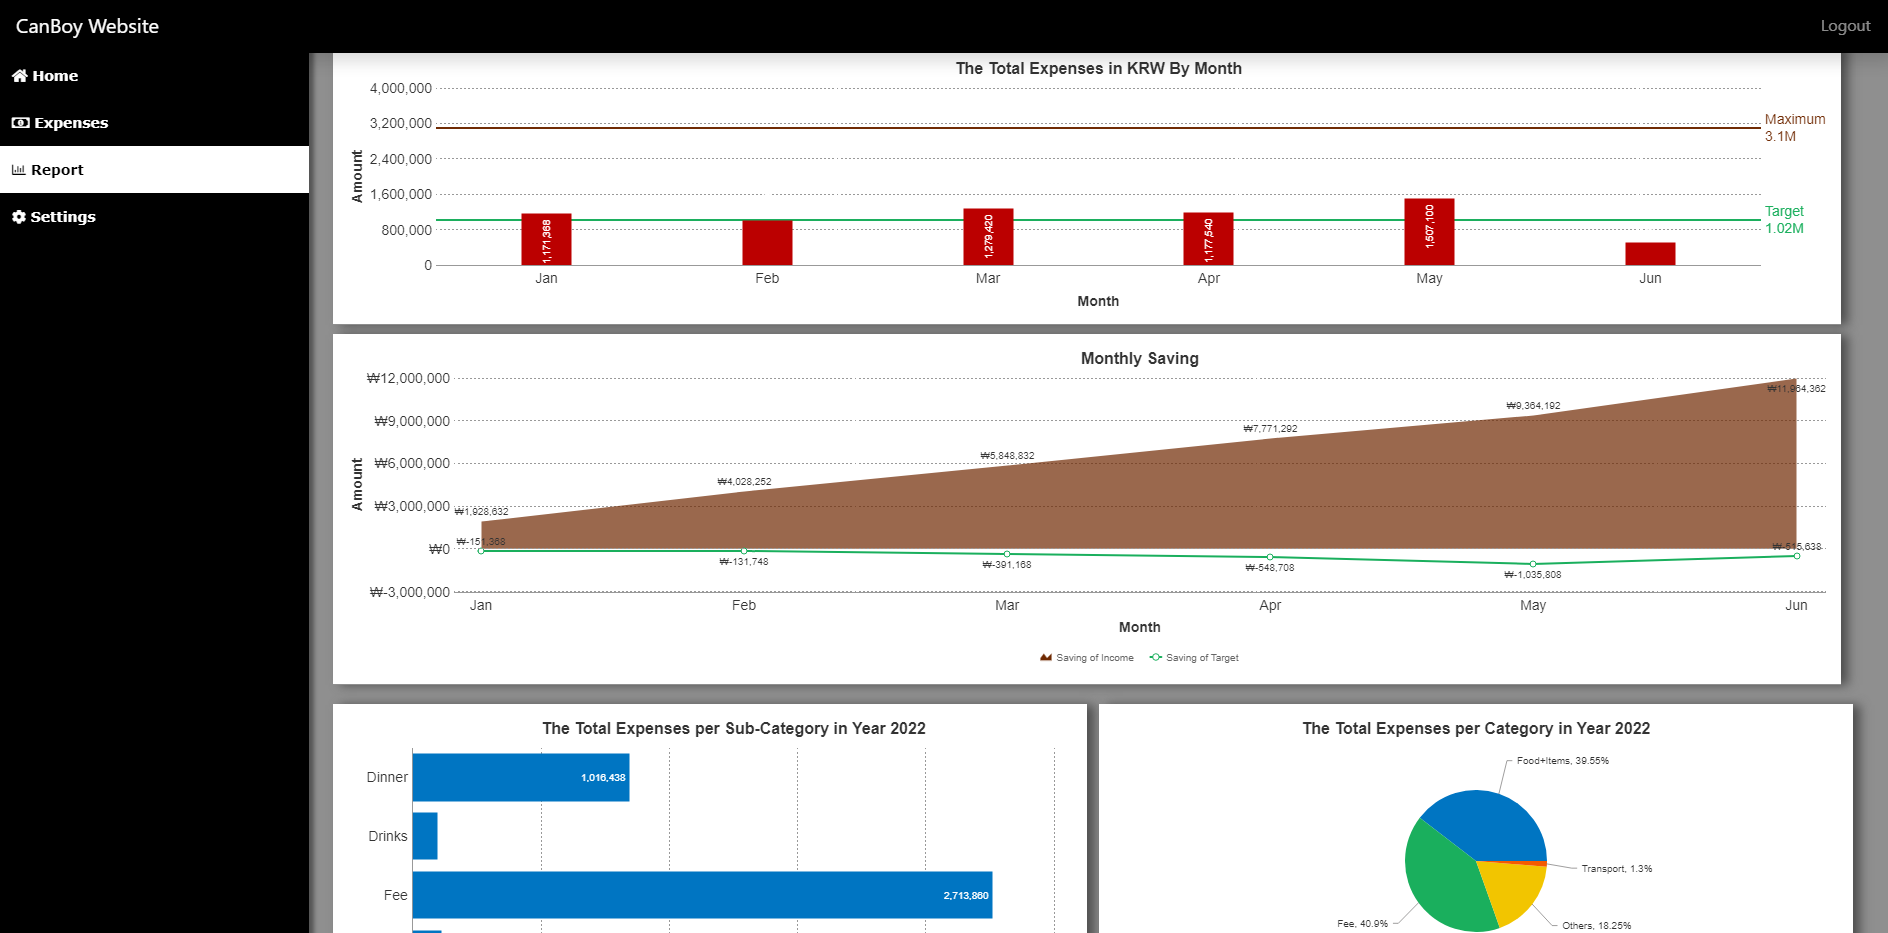 CanBoy Website
Logout
Home
Expenses
Report
Settings
The Total Expenses in KRW By Month
4,000,000
3,200,000
2,400,000
1,600,000
800,000
0
Amount
Maximum
3.1M
Target
1.02M
1,171,368
1,279,420
1,177,540
1,507,100
Jan
Feb
Mar
Apr
May
Jun
Month
Monthly Saving
₩12,000,000
₩9,000,000
₩6,000,000
₩3,000,000
₩0
₩-3,000,000
Amount
₩1,928,632
₩4,028,252
₩5,848,832
₩7,771,292
₩9,364,192
₩11,964,362
₩-151,368
₩-131,748
₩-391,168
₩-548,708
₩-1,035,808
₩-515,638
Jan
Feb
Mar
Apr
May
Jun
Month
Saving of Income
Saving of Target
The Total Expenses per Sub-Category in Year 2022
Dinner
1,016,438
Drinks
Fee
2,713,860
The Total Expenses per Category in Year 2022
Food+Items, 39.55%
Transport, 1.3%
Others, 18.25%
Fee, 40.9%